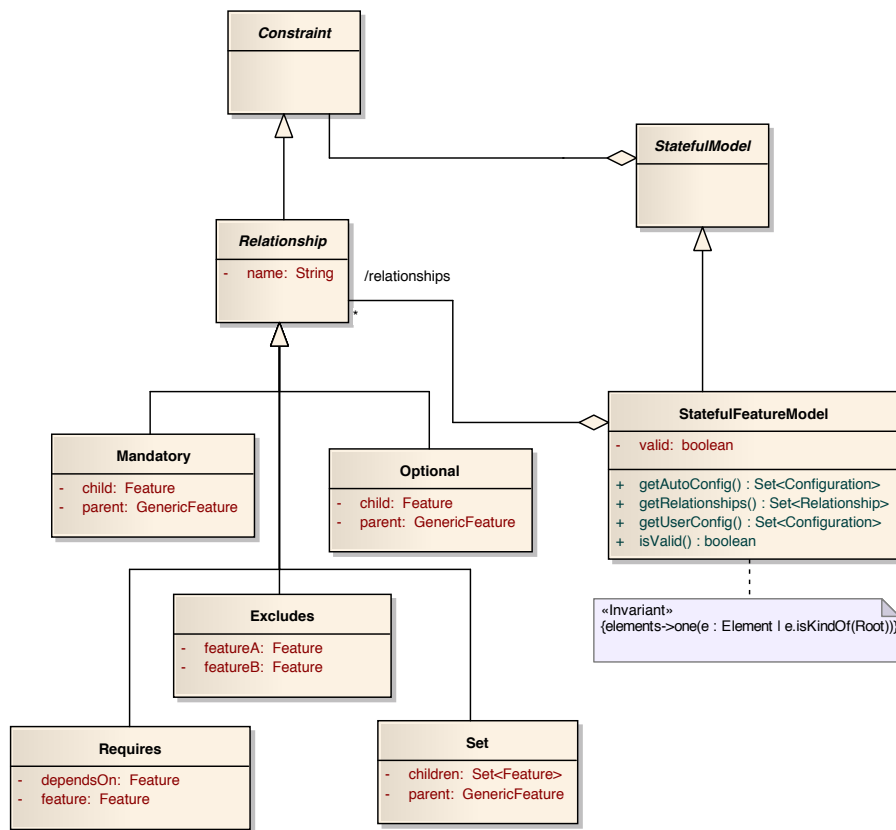 Constraint
StatefulModel
Relationship
- name: String
/relationships
*
StatefulFeatureModel
- valid: boolean
+ getAutoConfig() : Set<Configuration>
+ getRelationships() : Set<Relationship>
+ getUserConfig() : Set<Configuration>
+ isValid() : boolean
Mandatory
- child: Feature
- parent: GenericFeature
Optional
- child: Feature
- parent: GenericFeature
«Invariant»
{elements->one(e : Element | e.isKindOf(Root))}
Excludes
- featureA: Feature
- featureB: Feature
Requires
- dependsOn: Feature
- feature: Feature
Set
- children: Set<Feature>
- parent: GenericFeature